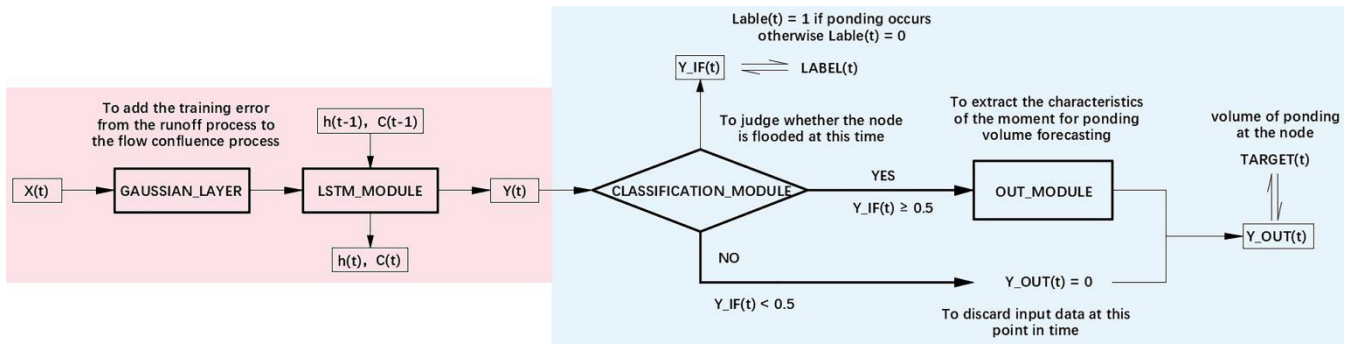 Lable(t) = 1 if ponding occurs
otherwise Lable(t) = 0
Y_IF(t)
LABEL(t)
To add the training error
from the runoff process to
the flow confluence process
h(t-1), C(t-1)
To judge whether the node
is flooded at this time
To extract the characteristics
of the moment for ponding
volume forecasting
volume of ponding
at the node
TARGET(t)
X(t)
GAUSSIAN_LAYER
LSTM_MODULE
Y(t)
CLASSIFICATION_MODULE
YES
Y_IF(t) ≥ 0.5
OUT_MODULE
Y_OUT(t)
h(t), C(t)
NO
Y_IF(t) < 0.5
Y_OUT(t) = 0
To discard input data at this
point in time